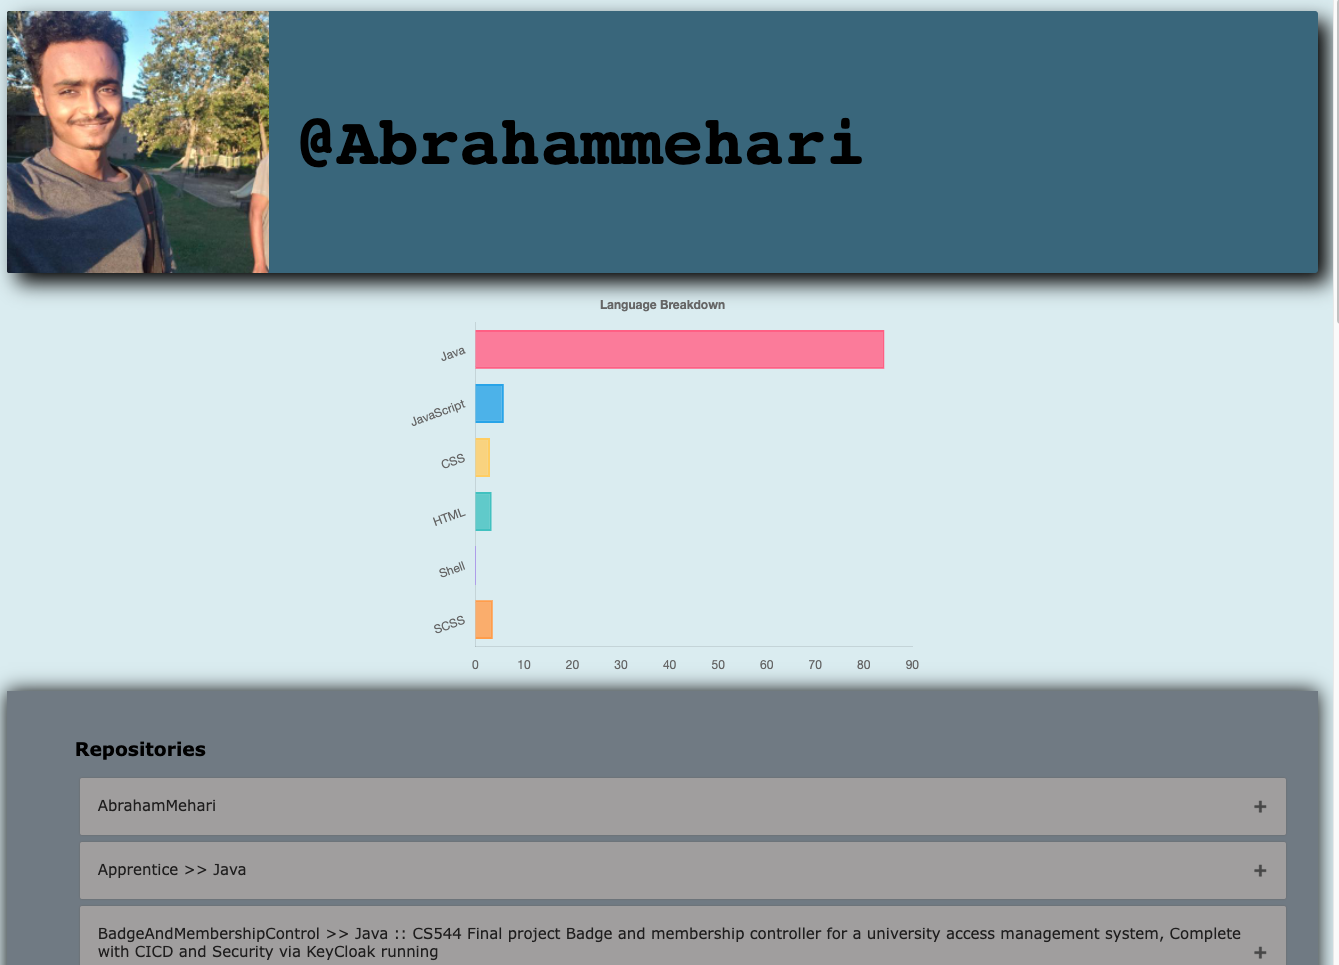 @Abrahammehari
Language Breakdown
Java
JavaScript
CSS
HTML
Shell
SCSS
0 10 20 30 40 50 60 70 80 90
Repositories
AbrahamMehari +
Apprentice >> Java +
BadgeAndMembershipControl >> Java :: CS544 Final project Badge and membership controller for a university access management system, Complete
with CICD and Security via KeyCloak running +